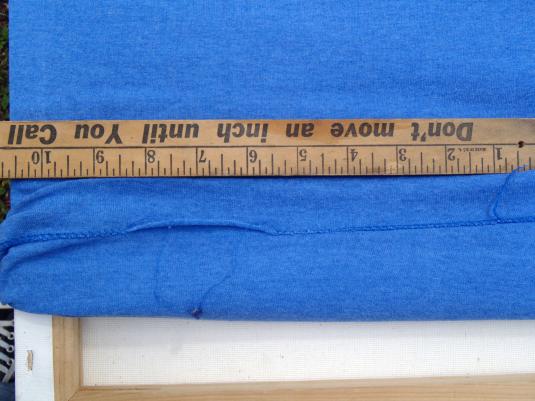 Don't move an inch until You Call
1 2 3 4 5 6 7 8 9 10